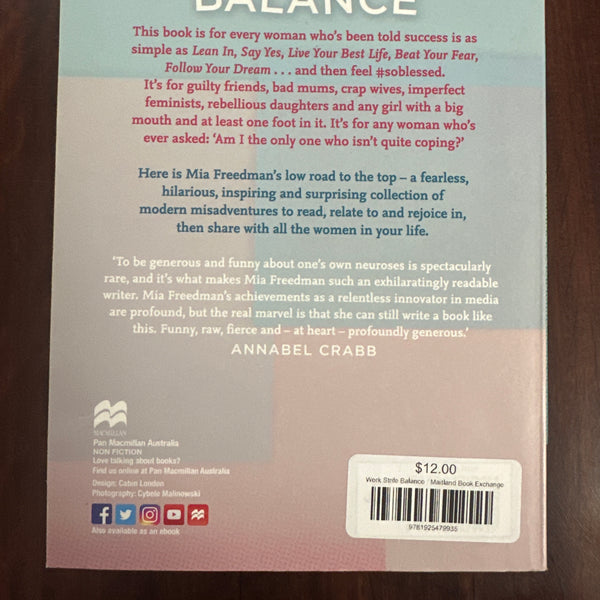 BALANCE
This book is for every woman who's been told success is as
simple as Lean In, Say Yes, Live Your Best Life, Beat Your Fear,
Follow Your Dream . . . and then feel #soblessed.
It's for guilty friends, bad mums, crap wives, imperfect
feminists, rebellious daughters and any girl with a big
mouth and at least one foot in it. It's for any woman who's
ever asked: 'Am I the only one who isn't quite coping?'
Here is Mia Freedman's low road to the top – a fearless,
hilarious, inspiring and surprising collection of
modern misadventures to read, relate to and rejoice in,
then share with all the women in your life.
'To be generous and funny about one's own neuroses is spectacularly
rare, and it's what makes Mia Freedman such an exhilaratingly readable
writer. Mia Freedman's achievements as a relentless innovator in media
are profound, but the real marvel is that she can still write a book like
this. Funny, raw, fierce and – at heart – profoundly generous.'
ANNABEL CRABB
MACMILLAN
Pan Macmillan Australia
NON FICTION
Love talking about books?
Find us online at Pan Macmillan Australia
Design: Caton London
Photography: Cybele Malinowski
Also available as an ebook
$12.00
Work Strife Balance : Maitland Book Exchange
9781925479935